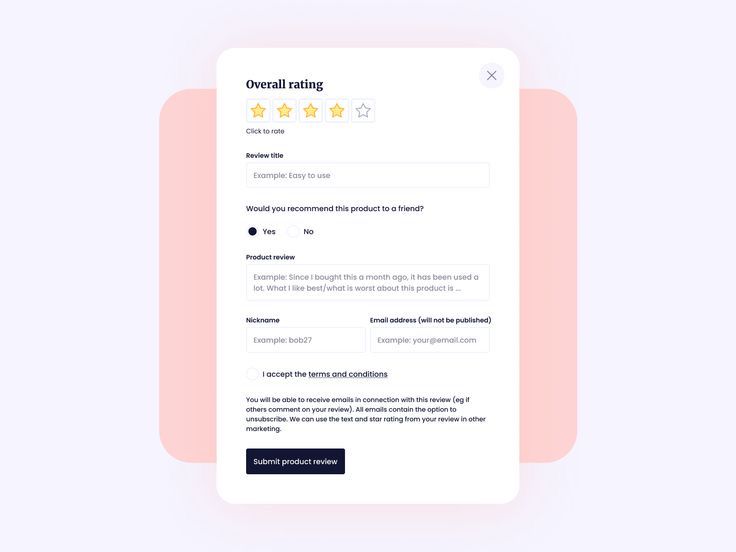 Overall rating
Click to rate
Review title
Example: Easy to use
Would you recommend this product to a friend?
Yes No
Product review
Example: Since I bought this a month ago, it has been used a
lot. What I like best/what is worst about this product is ...
Nickname
Email address (will not be published)
Example: bob27
Example: your@email.com
I accept the terms and conditions
You will be able to receive emails in connection with this review (eg if
others comment on your review). All emails contain the option to
unsubscribe. We can use the text and star rating from your review in other
marketing.
Submit product review